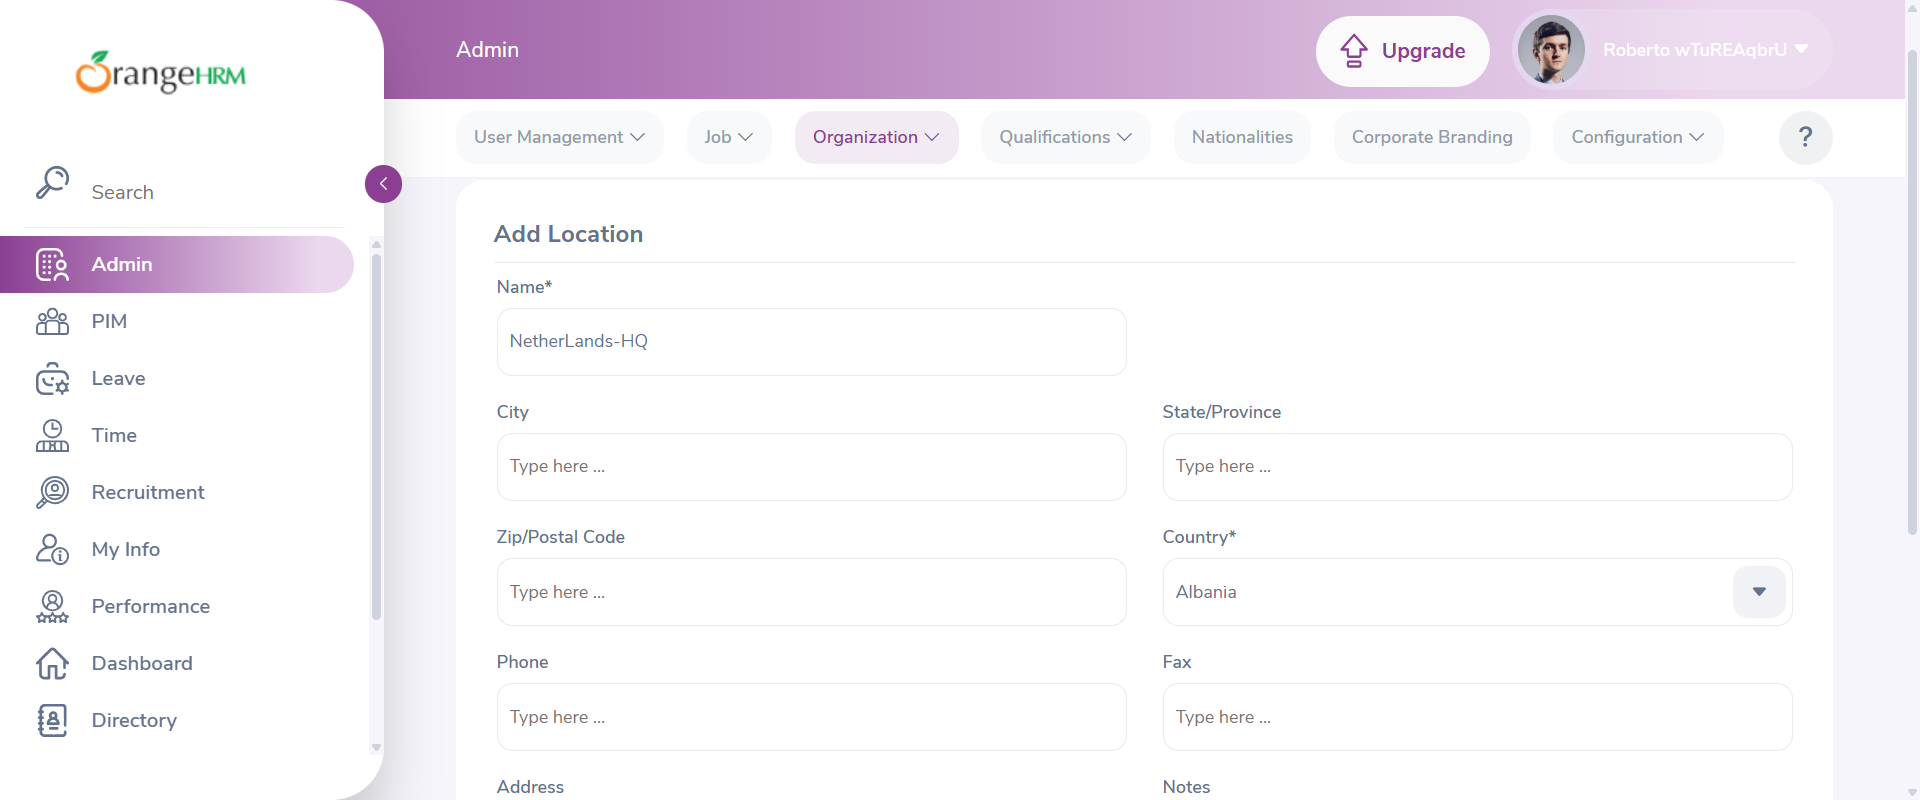 OrangeHRM
Search
Admin
PIM
Leave
Time
Recruitment
My Info
Performance
Dashboard
Directory
Admin
Upgrade
Roberto wTuREAqbrU
User Management
Job
Organization
Qualifications
Nationalities
Corporate Branding
Configuration
?
Add Location
Name*
NetherLands-HQ
City
State/Province
Type here ...
Type here ...
Zip/Postal Code
Country*
Type here ...
Albania
Phone
Fax
Type here ...
Type here ...
Address
Notes